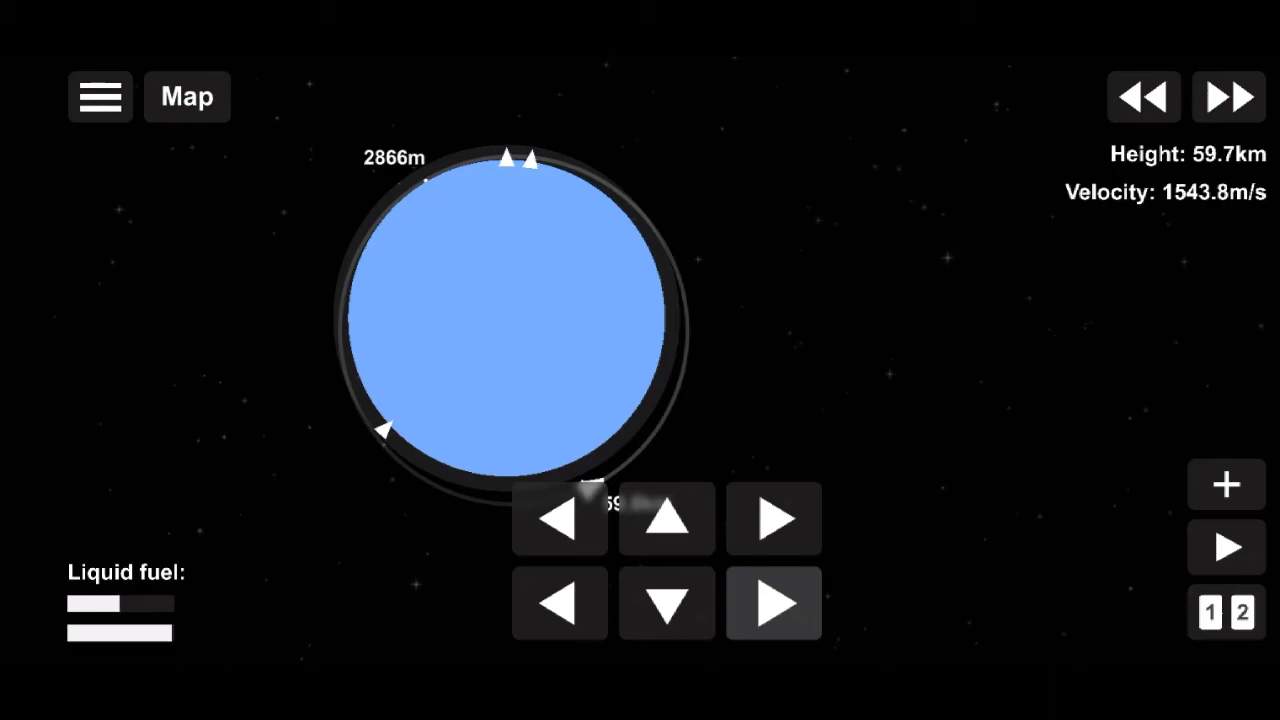 Map
Height: 59.7km
2866m
Velocity: 1543.8m/s
Liquid fuel:
1 2